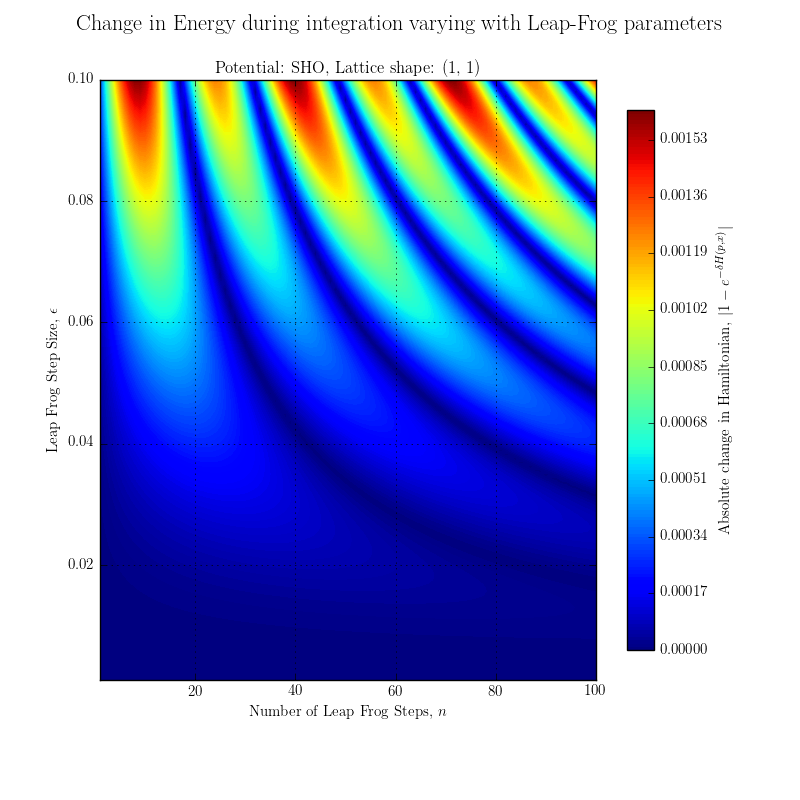 Change in Energy during integration varying with Leap-Frog parameters
Potential: SHO, Lattice shape: (1, 1)
0.10
0.08
0.06
0.04
0.02
Leap Frog Step Size, ϵ
20 40 60 80 100
Number of Leap Frog Steps, n
0.00153
0.00136
0.00119
0.00102
0.00085
0.00068
0.00051
0.00034
0.00017
0.00000
Absolute change in Hamiltonian, |1 − e^{−δH(p,x)}|